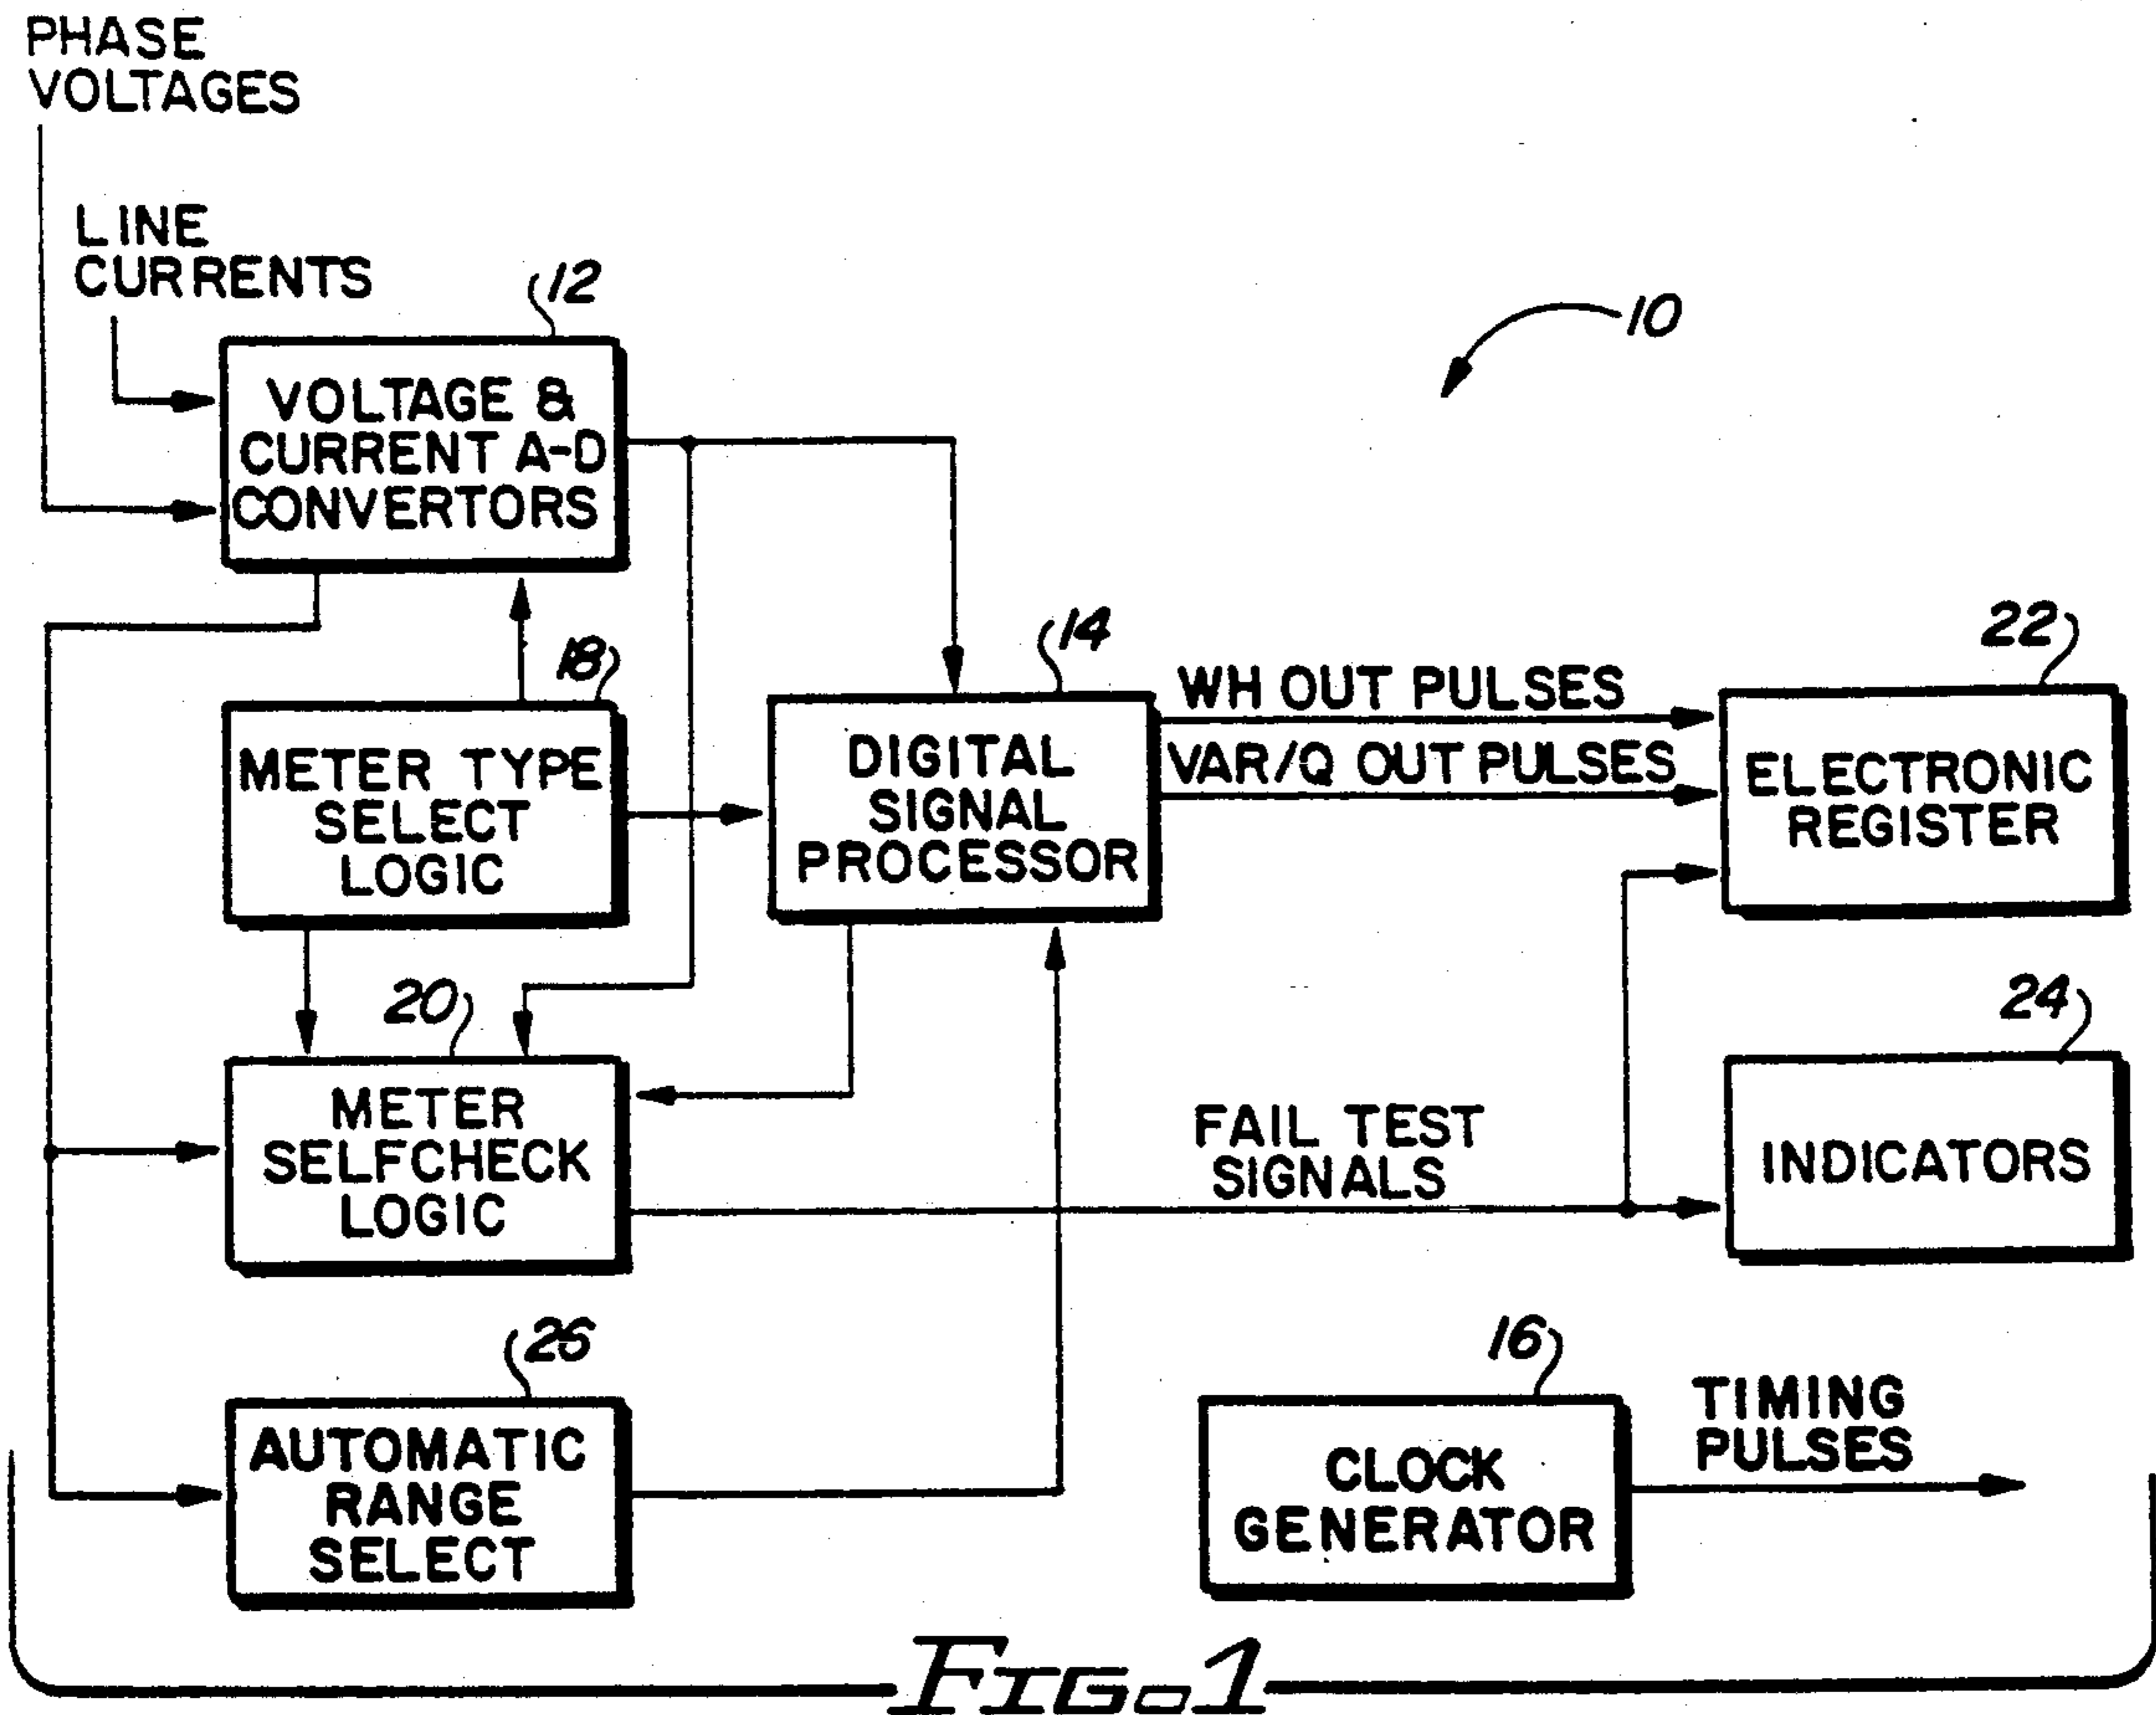 PHASE
VOLTAGES
LINE
CURRENTS
12
10
VOLTAGE &
CURRENT A-D
CONVERTORS
18
14
22
METER TYPE
SELECT
LOGIC
DIGITAL
SIGNAL
PROCESSOR
WH OUT PULSES
VAR/Q OUT PULSES
ELECTRONIC
REGISTER
20
24
METER
SELFCHECK
LOGIC
FAIL TEST
SIGNALS
INDICATORS
26
16
AUTOMATIC
RANGE
SELECT
CLOCK
GENERATOR
TIMING
PULSES
FIG. 1